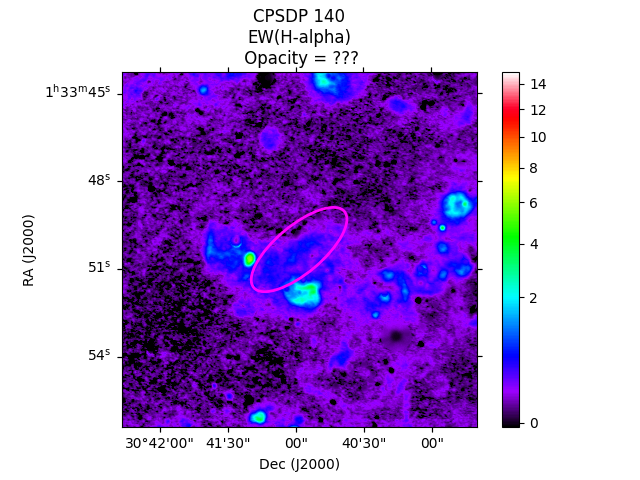 CPSDP 140
EW(H-alpha)
Opacity = ???
1ʰ33ᵐ45ˢ
48ˢ
51ˢ
54ˢ
RA (J2000)
30°42'00" 41'30" 00" 40'30" 00"
Dec (J2000)
14
12
10
8
6
4
2
0